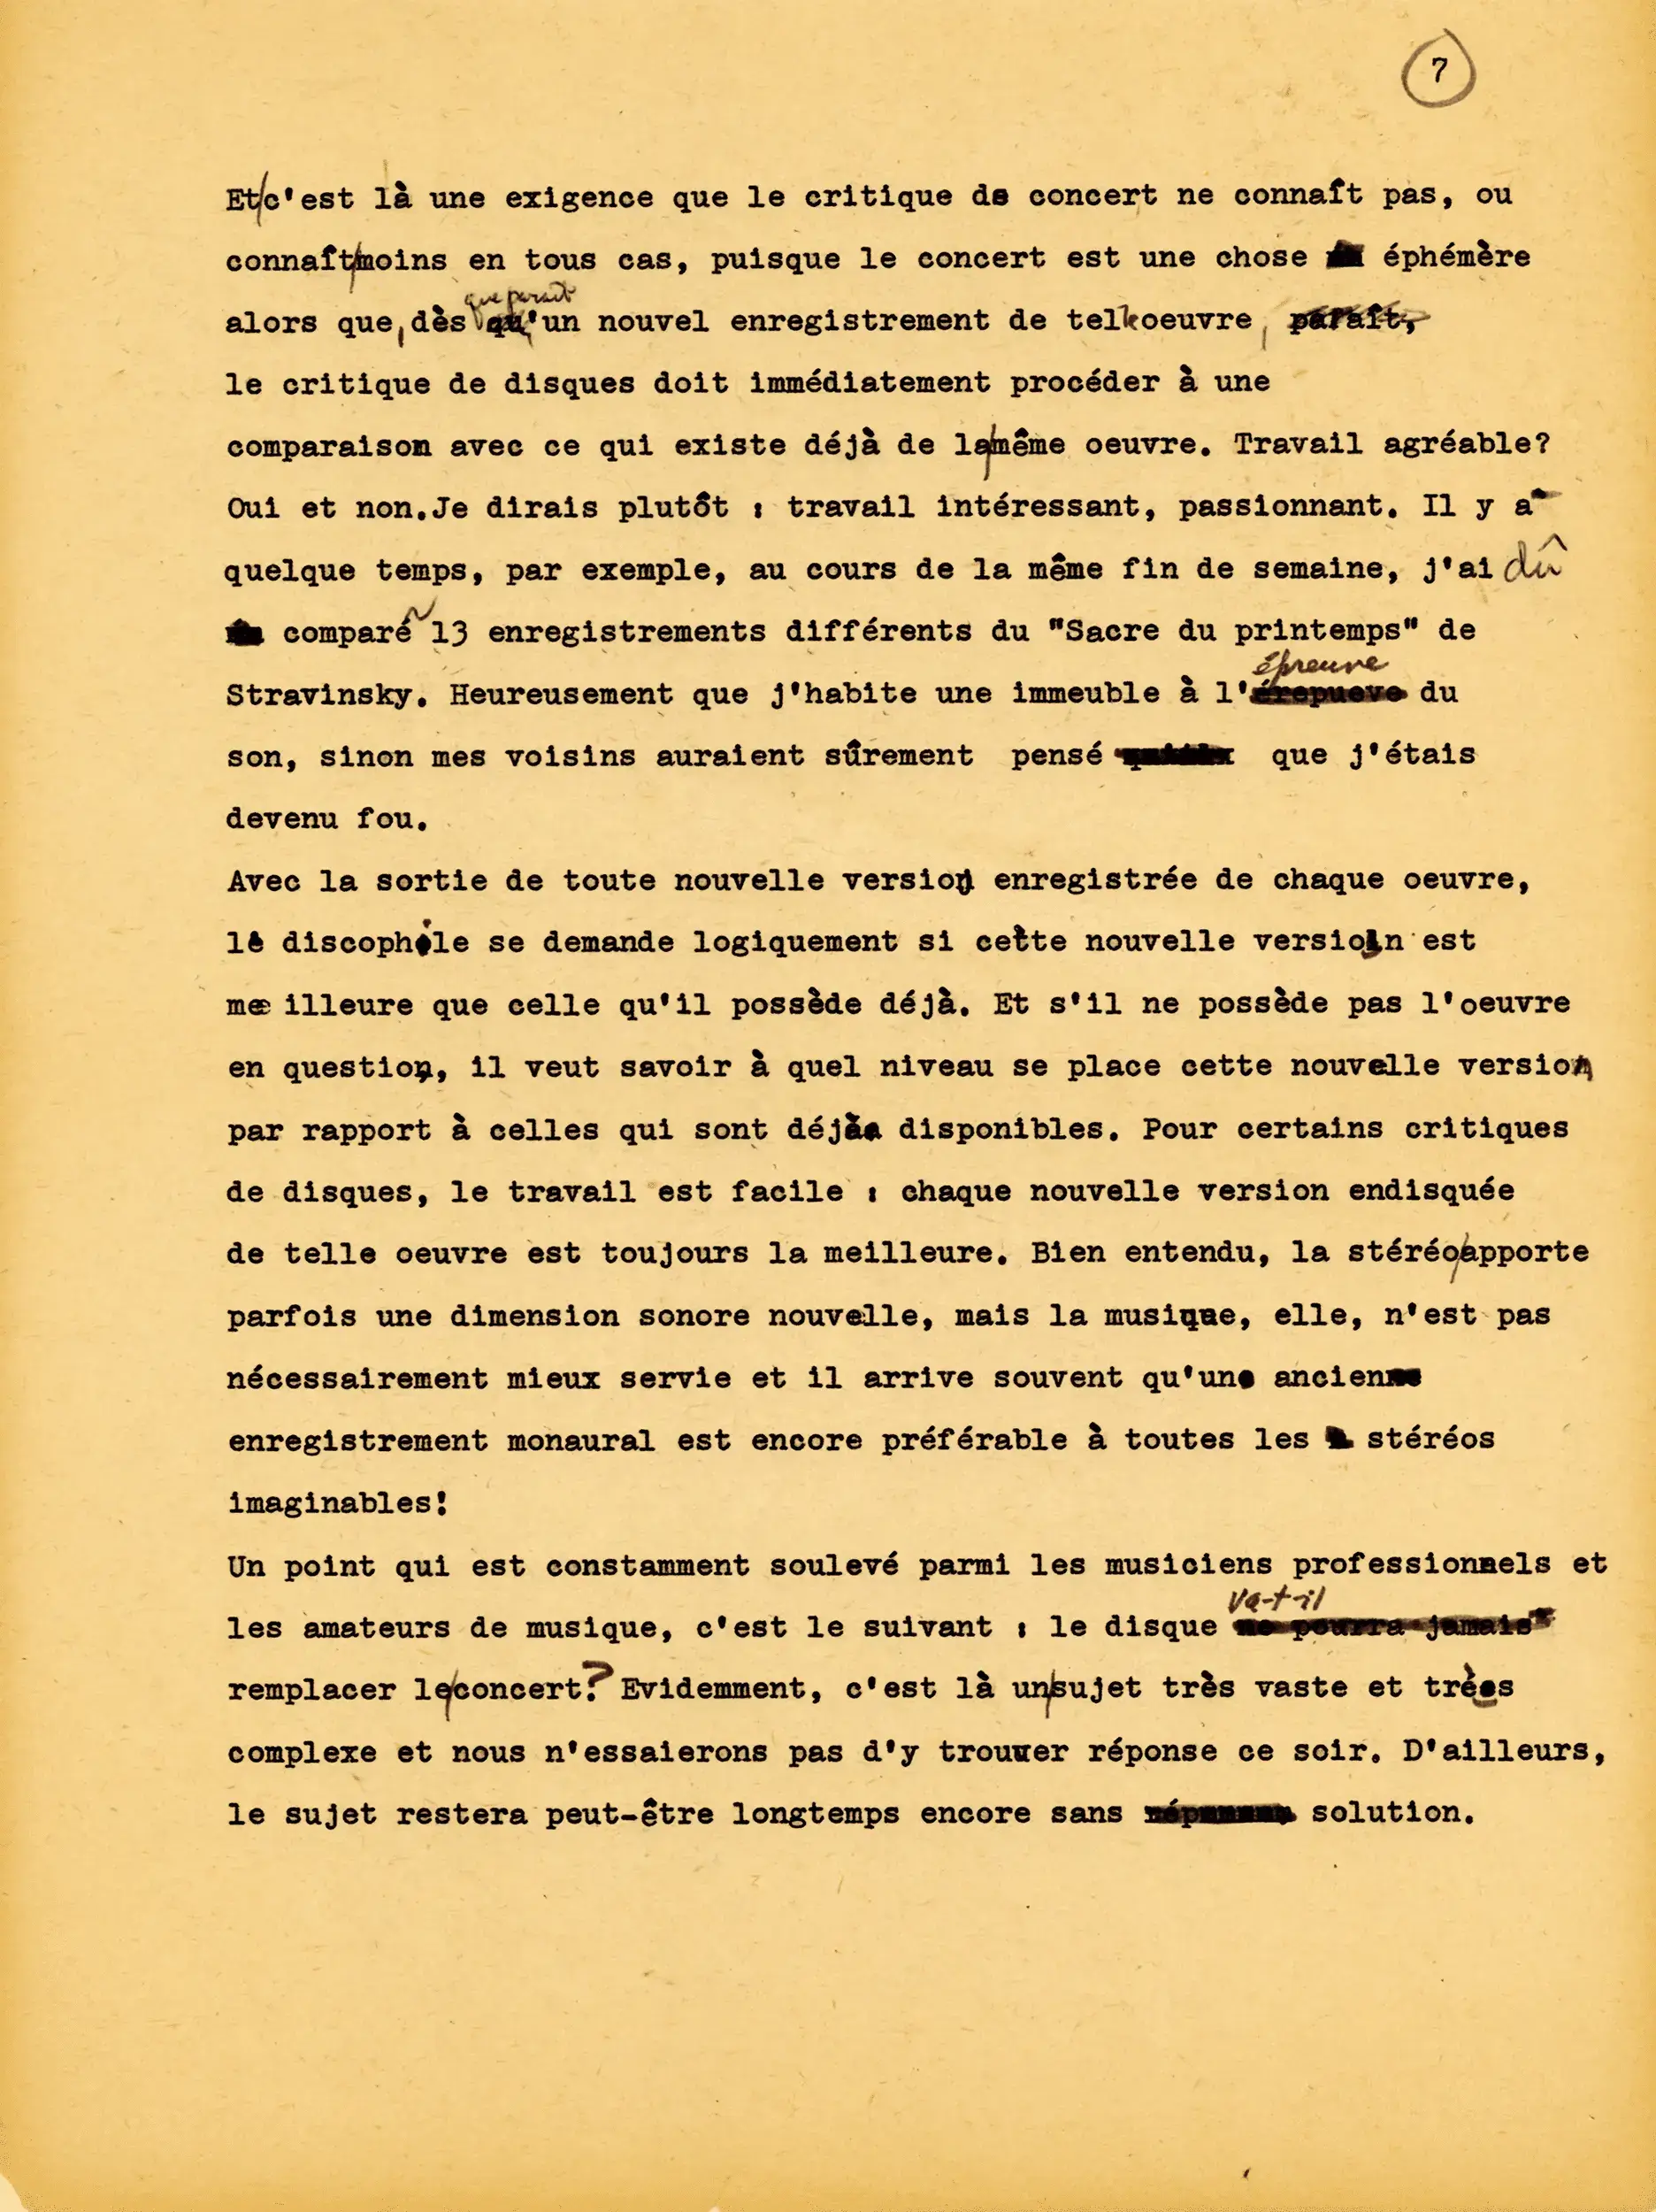 7
Et c'est là une exigence que le critique de concert ne connaît pas, ou
connaît moins en tous cas, puisque le concert est une chose éphémère
que paraît
alors que, dès qu'un nouvel enregistrement de telle oeuvre, paraît,
le critique de disques doit immédiatement procéder à une
comparaison avec ce qui existe déjà de la même oeuvre. Travail agréable?
Oui et non. Je dirais plutôt : travail intéressant, passionnant. Il y a
quelque temps, par exemple, au cours de la même fin de semaine, j'ai dû
comparé 13 enregistrements différents du "Sacre du printemps" de
épreuve
Stravinsky. Heureusement que j'habite une immeuble à l'érepueve du
son, sinon mes voisins auraient sûrement pensé que j'étais
devenu fou.
Avec la sortie de toute nouvelle version enregistrée de chaque oeuvre,
le discophile se demande logiquement si cette nouvelle version est
me illeure que celle qu'il possède déjà. Et s'il ne possède pas l'oeuvre
en question, il veut savoir à quel niveau se place cette nouvelle version
par rapport à celles qui sont déjà disponibles. Pour certains critiques
de disques, le travail est facile : chaque nouvelle version endisquée
de telle oeuvre est toujours la meilleure. Bien entendu, la stéréo apporte
parfois une dimension sonore nouvelle, mais la musique, elle, n'est pas
nécessairement mieux servie et il arrive souvent qu'un ancien
enregistrement monaural est encore préférable à toutes les stéréos
imaginables!
Un point qui est constamment soulevé parmi les musiciens professionnels et
va-t-il
les amateurs de musique, c'est le suivant : le disque ne pourra jamais
remplacer le concert? Evidemment, c'est là un sujet très vaste et très
complexe et nous n'essaierons pas d'y trouver réponse ce soir. D'ailleurs,
le sujet restera peut-être longtemps encore sans solution.